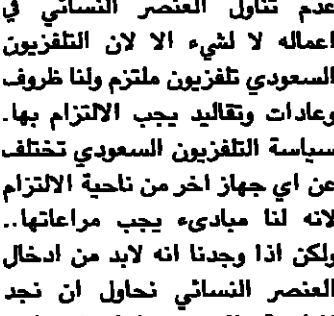 عدم تناول العنصر النسائي في
اعماله لا لشيء الا لان التلفزيون
السعودي تلفزيون ملتزم ولنا ظروف
وعادات وتقاليد يجب الالتزام بها.
سياسة التلفزيون السعودي تختلف
عن اي جهاز اخر من ناحية الالتزام
لانه لنا مبادىء يجب مراعاتها..
ولكن اذا وجدنا انه لابد من ادخال
العنصر النسائي نحاول ان نجد